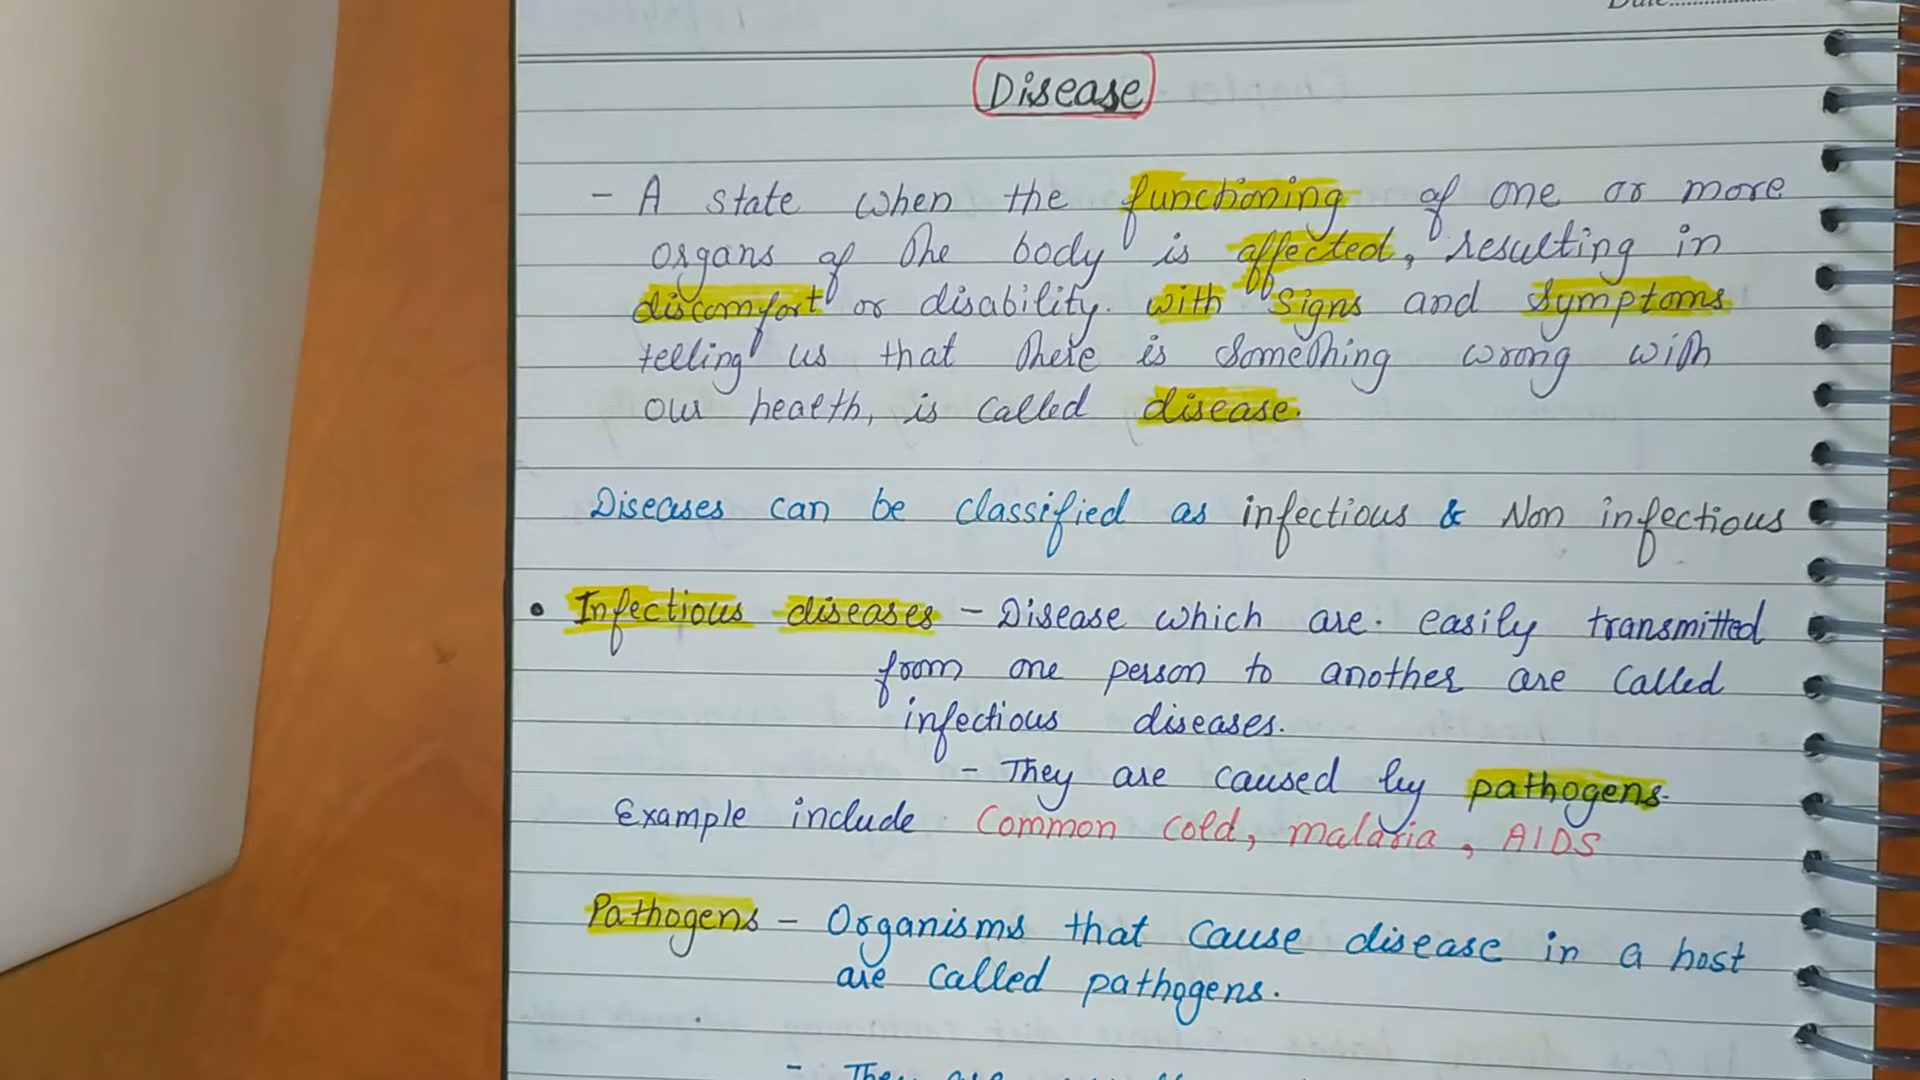 Date
Disease
- A state when the functioning of one or more
organs of the body is affected, resulting in
discomfort or disability. with signs and symptoms
telling us that there is something wrong with
our health, is called disease.
Diseases can be classified as infectious & Non infectious
• Infectious diseases - Disease which are. easily transmitted
from one person to another are called
infectious diseases.
- They are caused by pathogens.
Example include Common cold, malaria, AIDS
Pathogens - Organisms that cause disease in a host
are called pathogens.